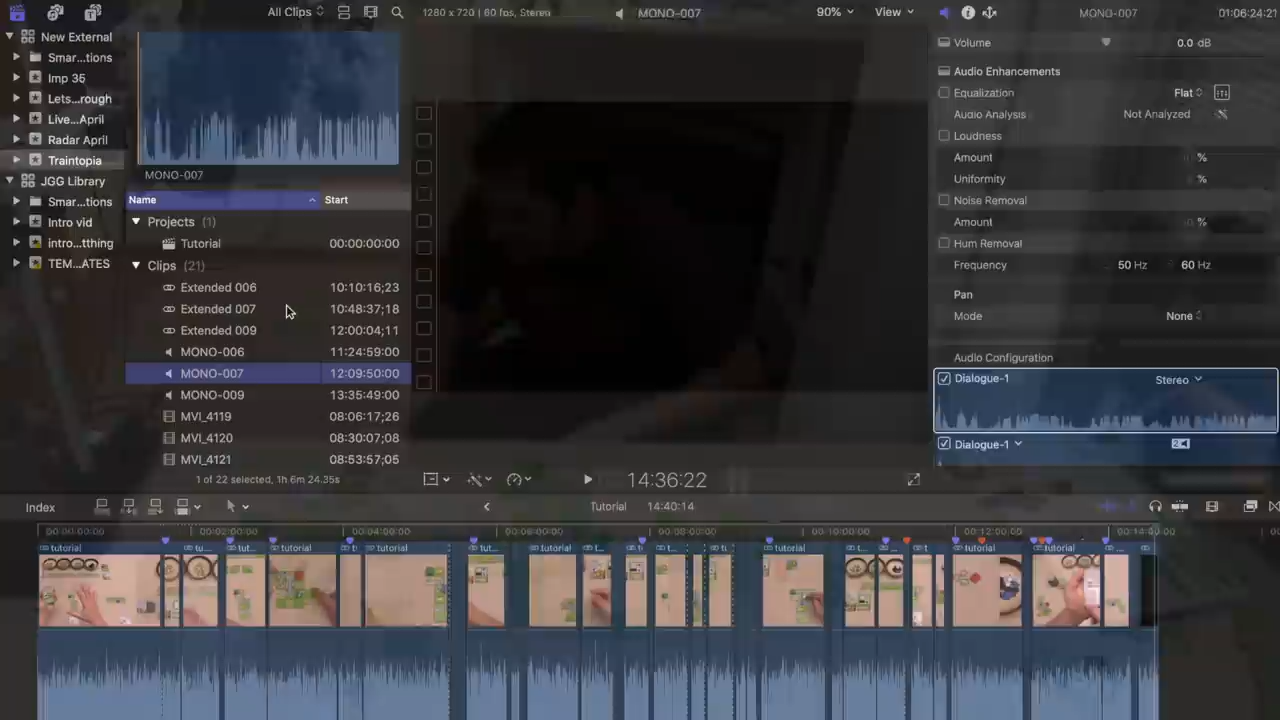 All Clips
1280 x 720 | 60 fps, Stereo
MONO-007
90%
View
MONO-007
01:06:24:21
New External
Smar...tions
Imp 35
Lets...rough
Live...April
Radar April
Traintopia
JGG Library
Smar...tions
Intro vid
intro...tthing
TEM...ATES
MONO-007
Name
Start
Projects (1)
Tutorial 00:00:00:00
Clips (21)
Extended 006 10:10:16;23
Extended 007 10:48:37;18
Extended 009 12:00:04;11
MONO-006 11:24:59:00
MONO-007 12:09:50:00
MONO-009 13:35:49:00
MVI_4119 08:06:17;26
MVI_4120 08:30:07;08
MVI_4121 08:53:57;05
1 of 22 selected, 1h 6m 24.35s
14:36:22
Volume 0.0 dB
Audio Enhancements
Equalization Flat
Audio Analysis Not Analyzed
Loudness
Amount %
Uniformity %
Noise Removal
Amount %
Hum Removal
Frequency 50 Hz 60 Hz
Pan
Mode None
Audio Configuration
Dialogue-1 Stereo
Dialogue-1
Index
Tutorial 14:40:14
00:00:00:00 00:02:00:00 00:04:00:00 00:06:00:00 00:08:00:00 00:10:00:00 00:12:00:00 00:14:00:00
tutorial tu... tut... tutorial t... tutorial tut... tutorial t... t... t... ti... tutorial t... t... t tutorial tutorial ...